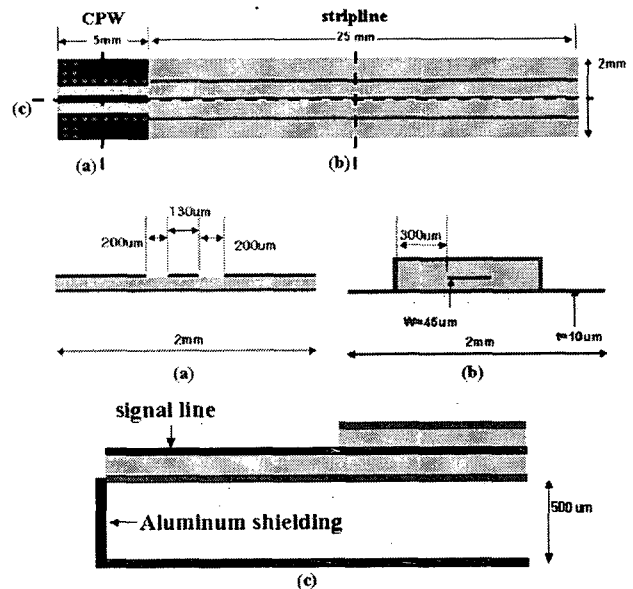 CPW
stripline
5mm
25 mm
2mm
(c)
(a)
(b)
130um
200um
200um
300um
W=45um
t=10um
2mm
2mm
(a)
(b)
signal line
Aluminum shielding
500 um
(c)